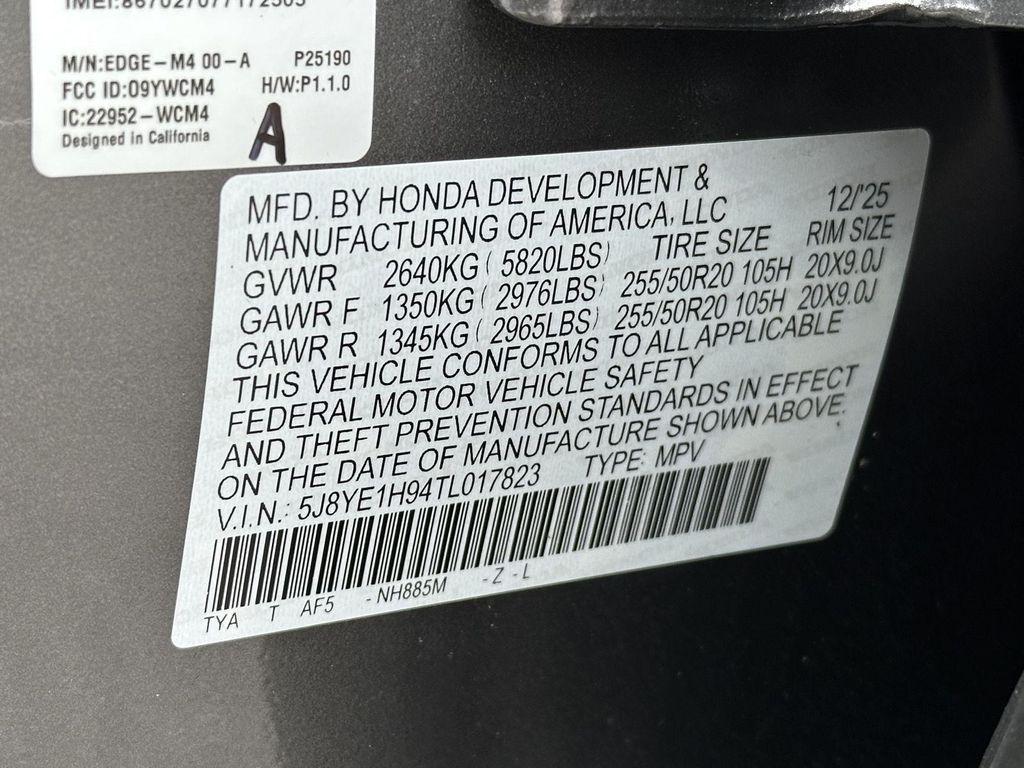 M/N:EDGE-M4 00-A P25190
FCC ID:O9YWCM4 H/W:P1.1.0
IC:22952-WCM4
Designed in California
A
MFD. BY HONDA DEVELOPMENT &
MANUFACTURING OF AMERICA, LLC 12/'25
GVWR 2640KG ( 5820LBS) TIRE SIZE RIM SIZE
GAWR F 1350KG ( 2976LBS) 255/50R20 105H 20X9.0J
GAWR R 1345KG ( 2965LBS) 255/50R20 105H 20X9.0J
THIS VEHICLE CONFORMS TO ALL APPLICABLE
FEDERAL MOTOR VEHICLE SAFETY
AND THEFT PREVENTION STANDARDS IN EFFECT
ON THE DATE OF MANUFACTURE SHOWN ABOVE.
V.I.N.: 5J8YE1H94TL017823 TYPE: MPV
TYA T AF5 -NH885M -Z -L